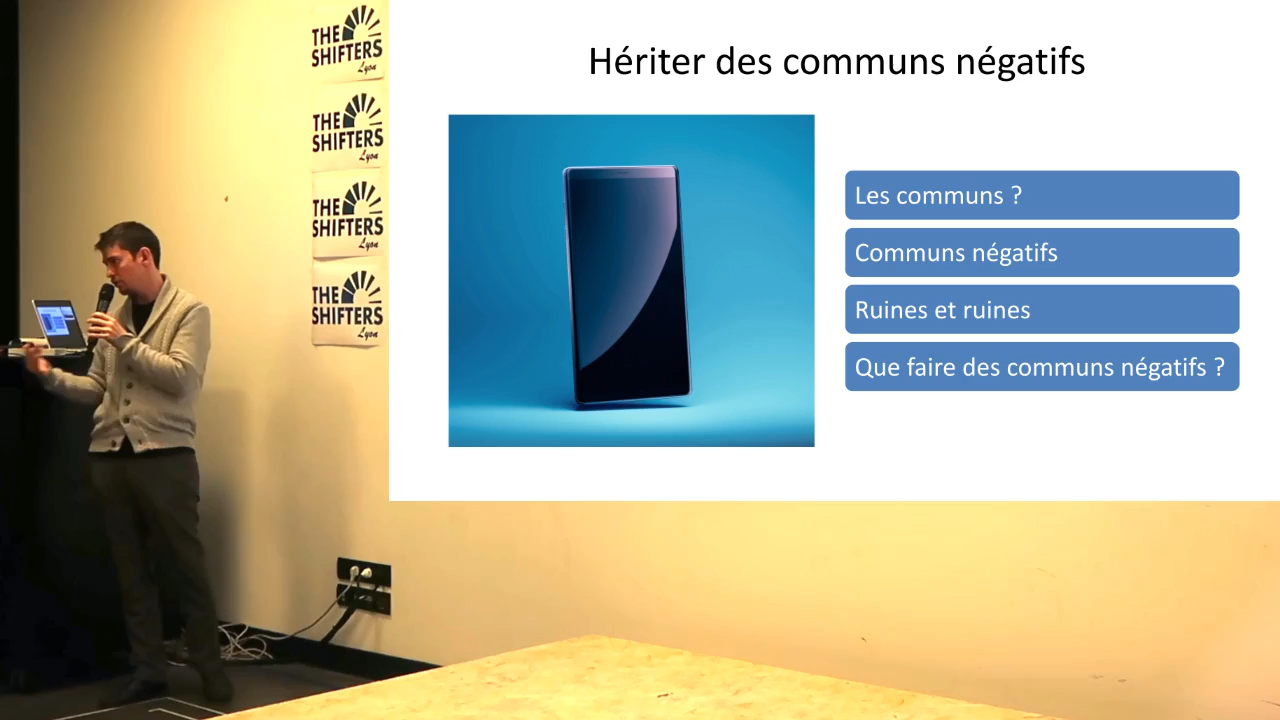 THE
SHIFTERS
Lyon
THE
SHIFTERS
Lyon
THE
SHIFTERS
Lyon
THE
SHIFTERS
Lyon
Hériter des communs négatifs
Les communs ?
Communs négatifs
Ruines et ruines
Que faire des communs négatifs ?